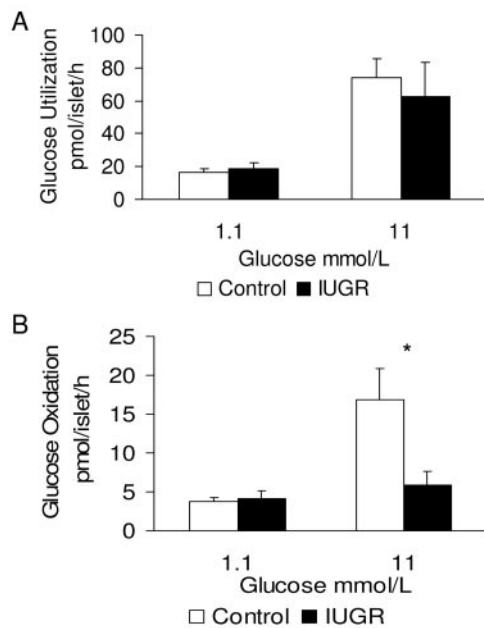 A
Glucose Utilization
pmol/islet/h
100
80
60
40
20
0
1.1 11
Glucose mmol/L
Control IUGR
B
Glucose Oxidation
pmol/islet/h
25
20
15
10
5
0
*
1.1 11
Glucose mmol/L
Control IUGR